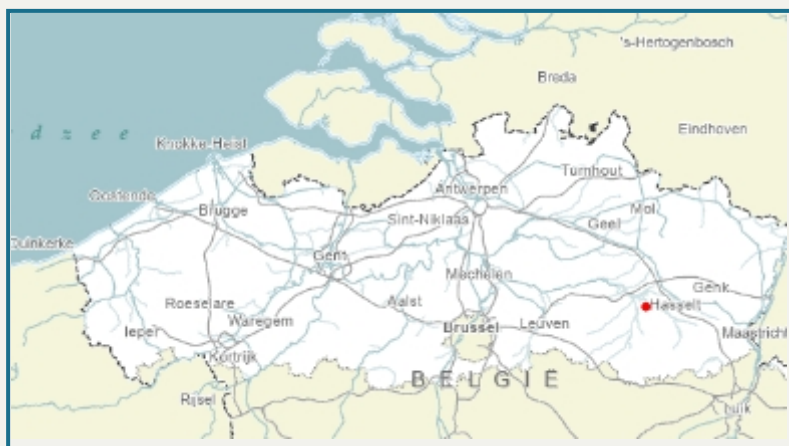 's-Hertogenbosch
Breda
Eindhoven
d z e e
Knokke-Heist
Turnhout
Antwerpen
Oostende
Brugge
Mol
Sint-Niklaas
Geel
Duinkerke
Gent
Mechelen
Genk
Roeselare
Aalst
Hasselt
Waregem
Ieper
Brussel
Leuven
Maastricht
Kortrijk
BELGIË
Rijsel
Luik